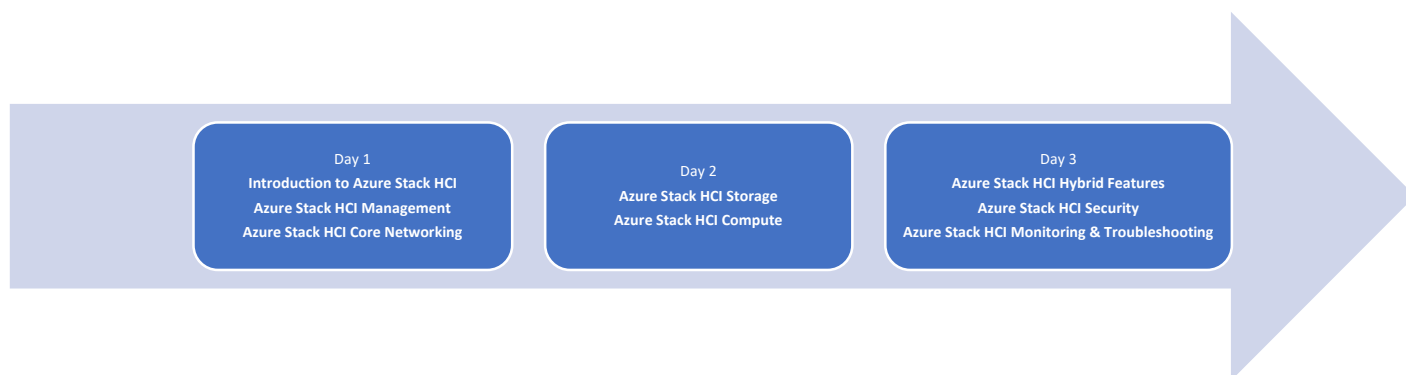 Day 1
Introduction to Azure Stack HCI
Azure Stack HCI Management
Azure Stack HCI Core Networking
Day 2
Azure Stack HCI Storage
Azure Stack HCI Compute
Day 3
Azure Stack HCI Hybrid Features
Azure Stack HCI Security
Azure Stack HCI Monitoring & Troubleshooting